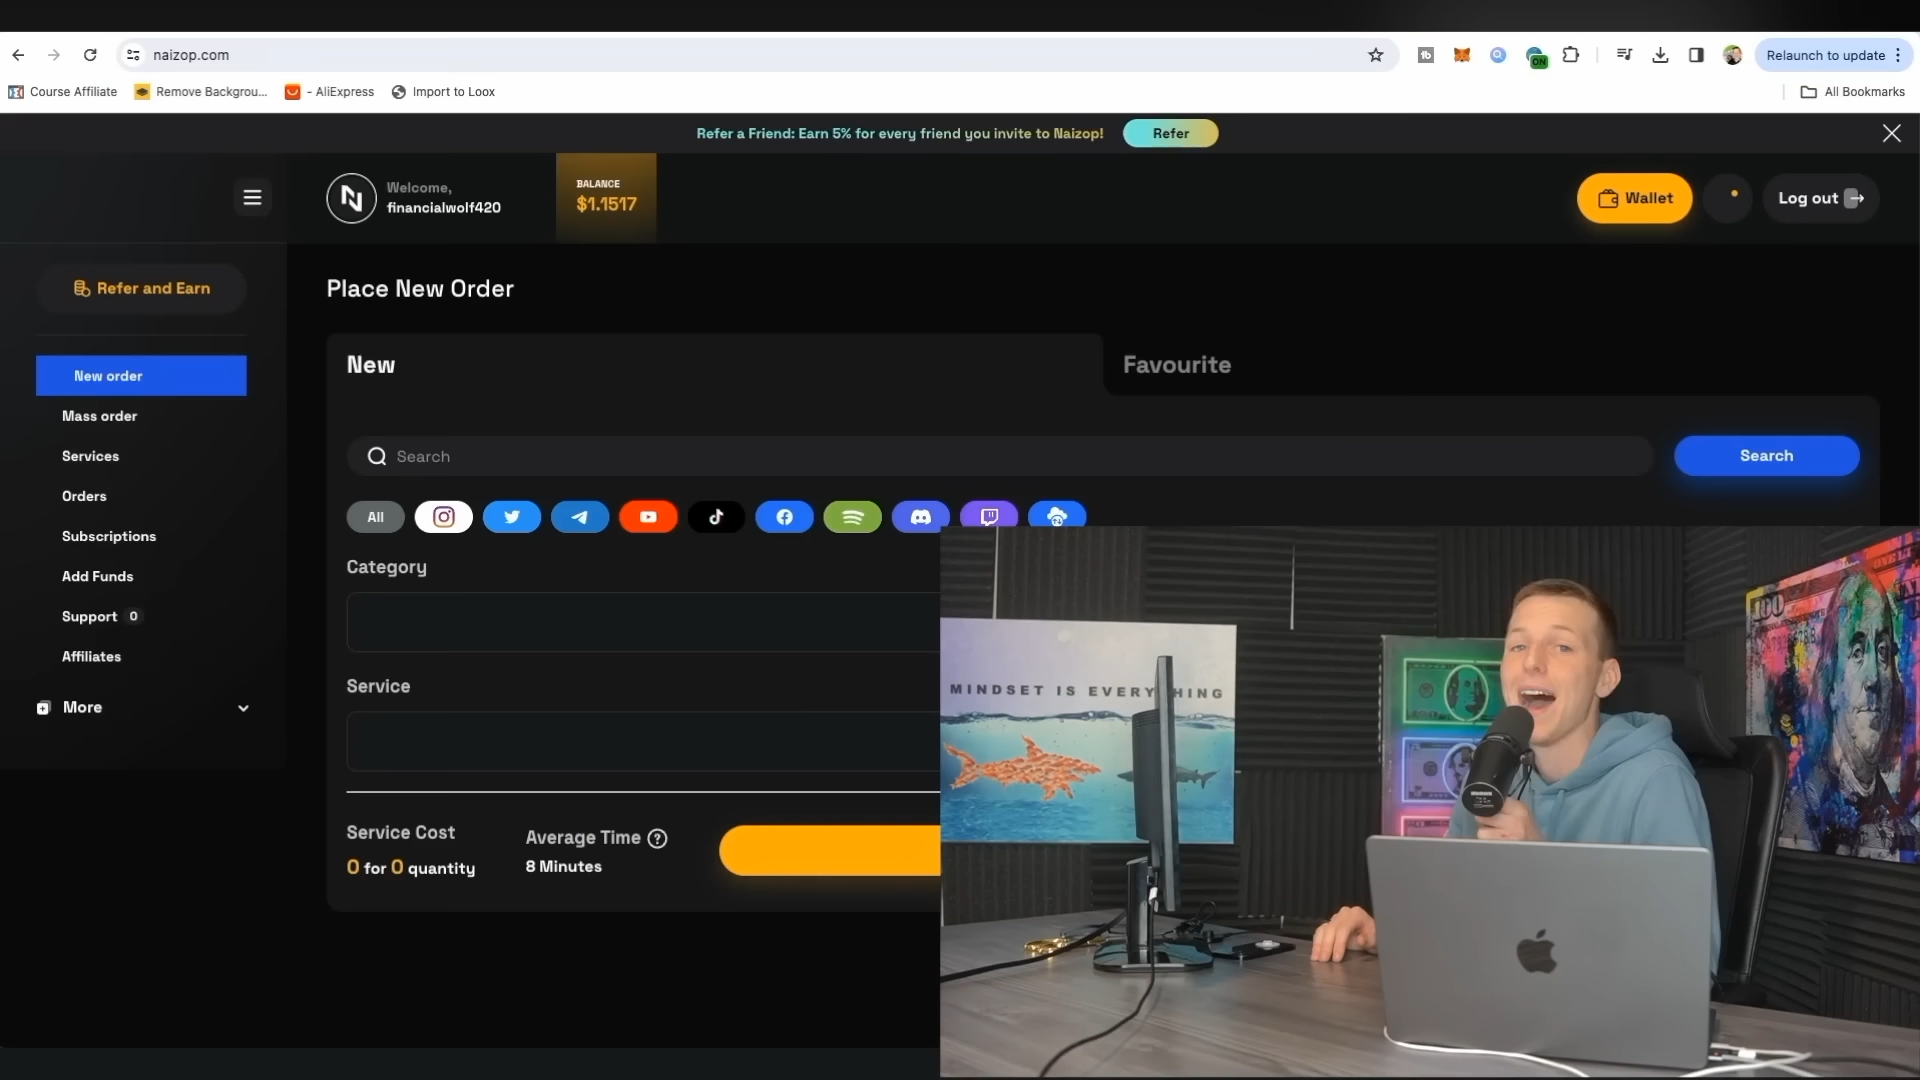 naizop.com
Relaunch to update
Course Affiliate
Remove Backgrou...
- AliExpress
Import to Loox
All Bookmarks
Refer a Friend: Earn 5% for every friend you invite to Naizop!
Refer
Welcome,
financialwolf420
BALANCE
$1.1517
Wallet
Log out
Refer and Earn
New order
Mass order
Services
Orders
Subscriptions
Add Funds
Support 0
Affiliates
More
Place New Order
New
Favourite
Search
Search
All
Category
Service
Service Cost
0 for 0 quantity
Average Time
8 Minutes
ON
MINDSET IS EVERYTHING
100